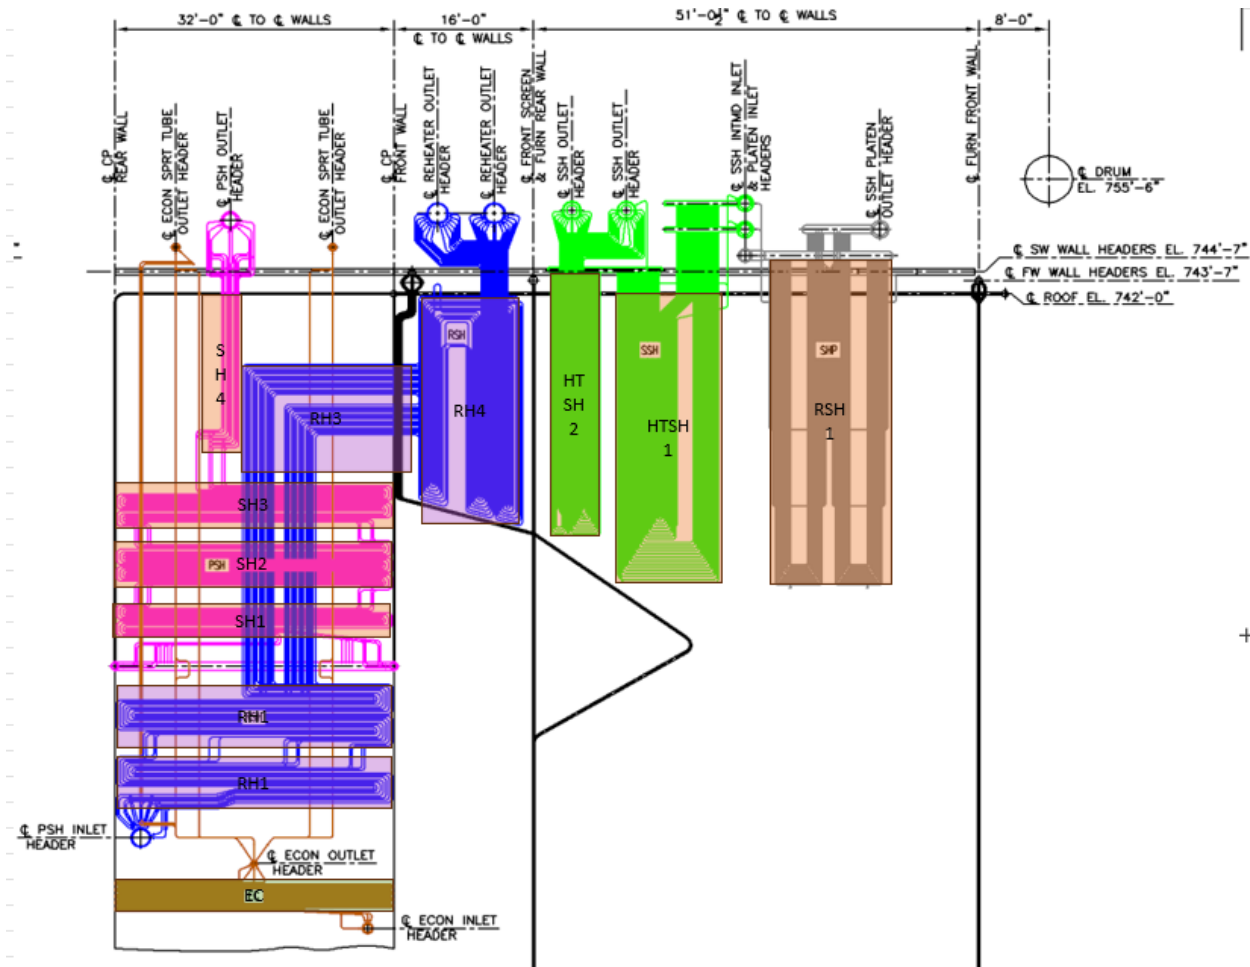 32'-0" ℄ TO ℄ WALLS
16'-0"
℄ TO ℄ WALLS
51'-0½" ℄ TO ℄ WALLS
8'-0"
℄ CP
REAR WALL
℄ ECON SPRT TUBE
OUTLET HEADER
℄ PSH OUTLET
HEADER
℄ ECON SPRT TUBE
OUTLET HEADER
℄ CP
FRONT WALL
℄ REHEATER OUTLET
HEADER
℄ REHEATER OUTLET
HEADER
℄ FRONT SCREEN
& FURN REAR WALL
℄ SSH OUTLET
HEADER
℄ SSH OUTLET
HEADER
℄ SSH INTMD INLET
& PLATEN INLET
HEADERS
℄ SSH PLATEN
OUTLET HEADER
℄ FURN FRONT WALL
℄ DRUM
EL. 755'-6"
℄ SW WALL HEADERS EL. 744'-7"
℄ FW WALL HEADERS EL. 743'-7"
℄ ROOF EL. 742'-0"
S
H
4
RH3
RSH
RH4
HT
SH
2
SSH
HTSH
1
SHP
RSH
1
SH3
PSH
SH2
SH1
RH1
RH1
℄ PSH INLET
HEADER
℄ ECON OUTLET
HEADER
EC
℄ ECON INLET
HEADER